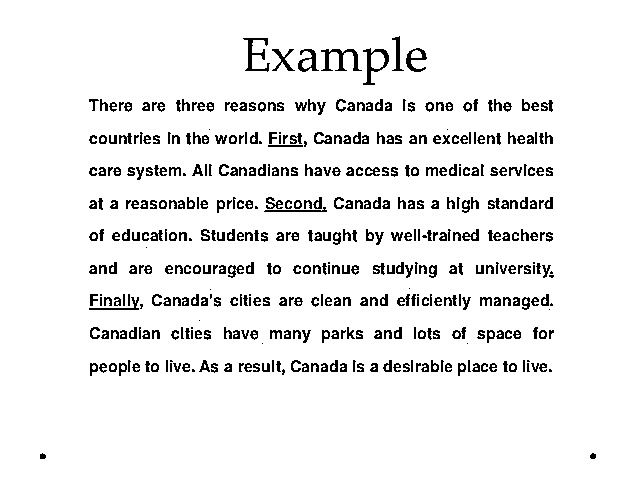 Example
There are three reasons why Canada is one of the best
countries in the world. First, Canada has an excellent health
care system. All Canadians have access to medical services
at a reasonable price. Second, Canada has a high standard
of education. Students are taught by well-trained teachers
and are encouraged to continue studying at university.
Finally, Canada's cities are clean and efficiently managed.
Canadian cities have many parks and lots of space for
people to live. As a result, Canada is a desirable place to live.